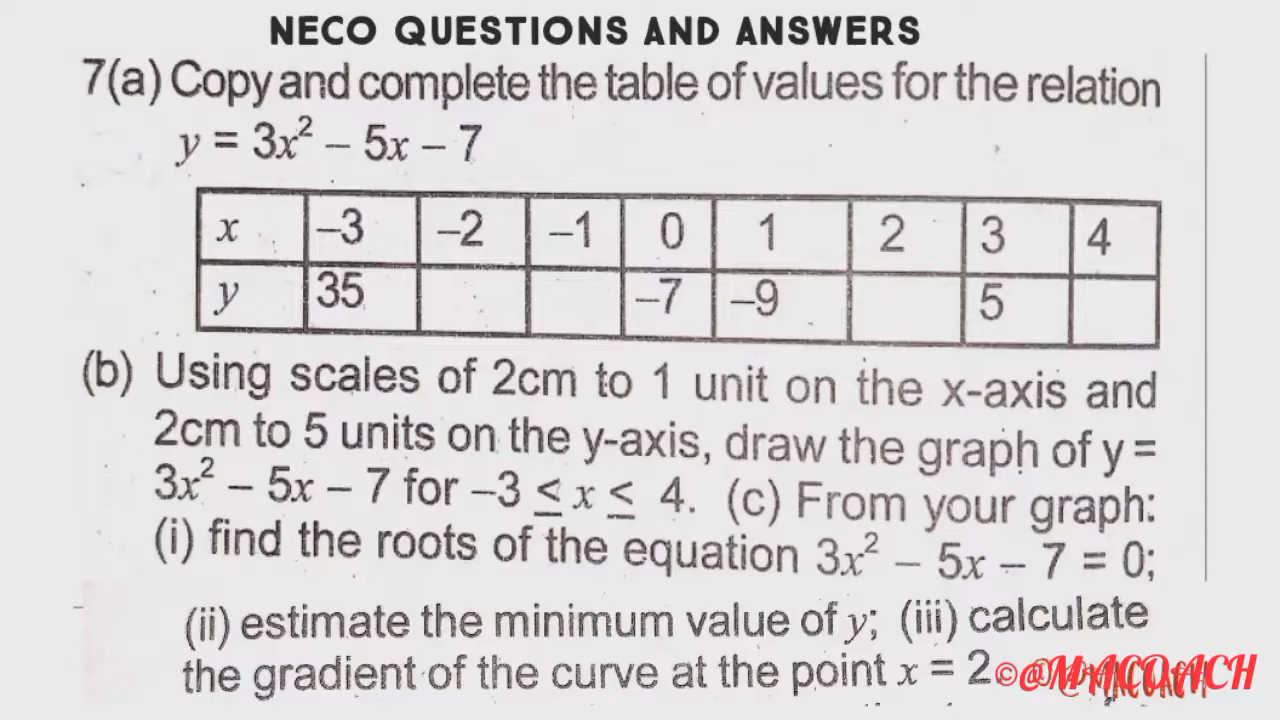 NECO QUESTIONS AND ANSWERS
7(a) Copy and complete the table of values for the relation
y = 3x² – 5x – 7
x –3 –2 –1 0 1 2 3 4
y 35 –7 –9 5
(b) Using scales of 2cm to 1 unit on the x-axis and
2cm to 5 units on the y-axis, draw the graph of y =
3x² – 5x – 7 for –3 ≤ x ≤ 4. (c) From your graph:
(i) find the roots of the equation 3x² – 5x – 7 = 0;
(ii) estimate the minimum value of y; (iii) calculate
the gradient of the curve at the point x = 2.